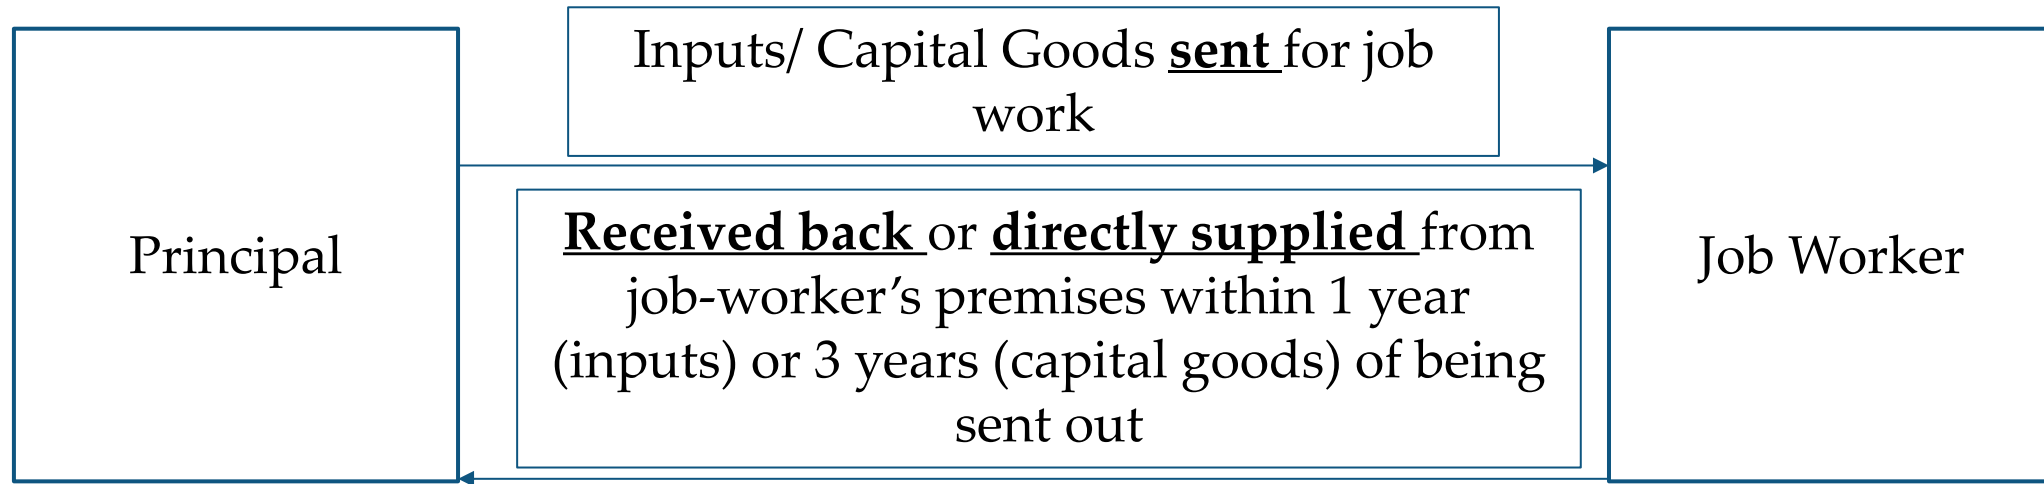 Principal
Inputs/ Capital Goods sent for job
work
Received back or directly supplied from
job-worker’s premises within 1 year
(inputs) or 3 years (capital goods) of being
sent out
Job Worker